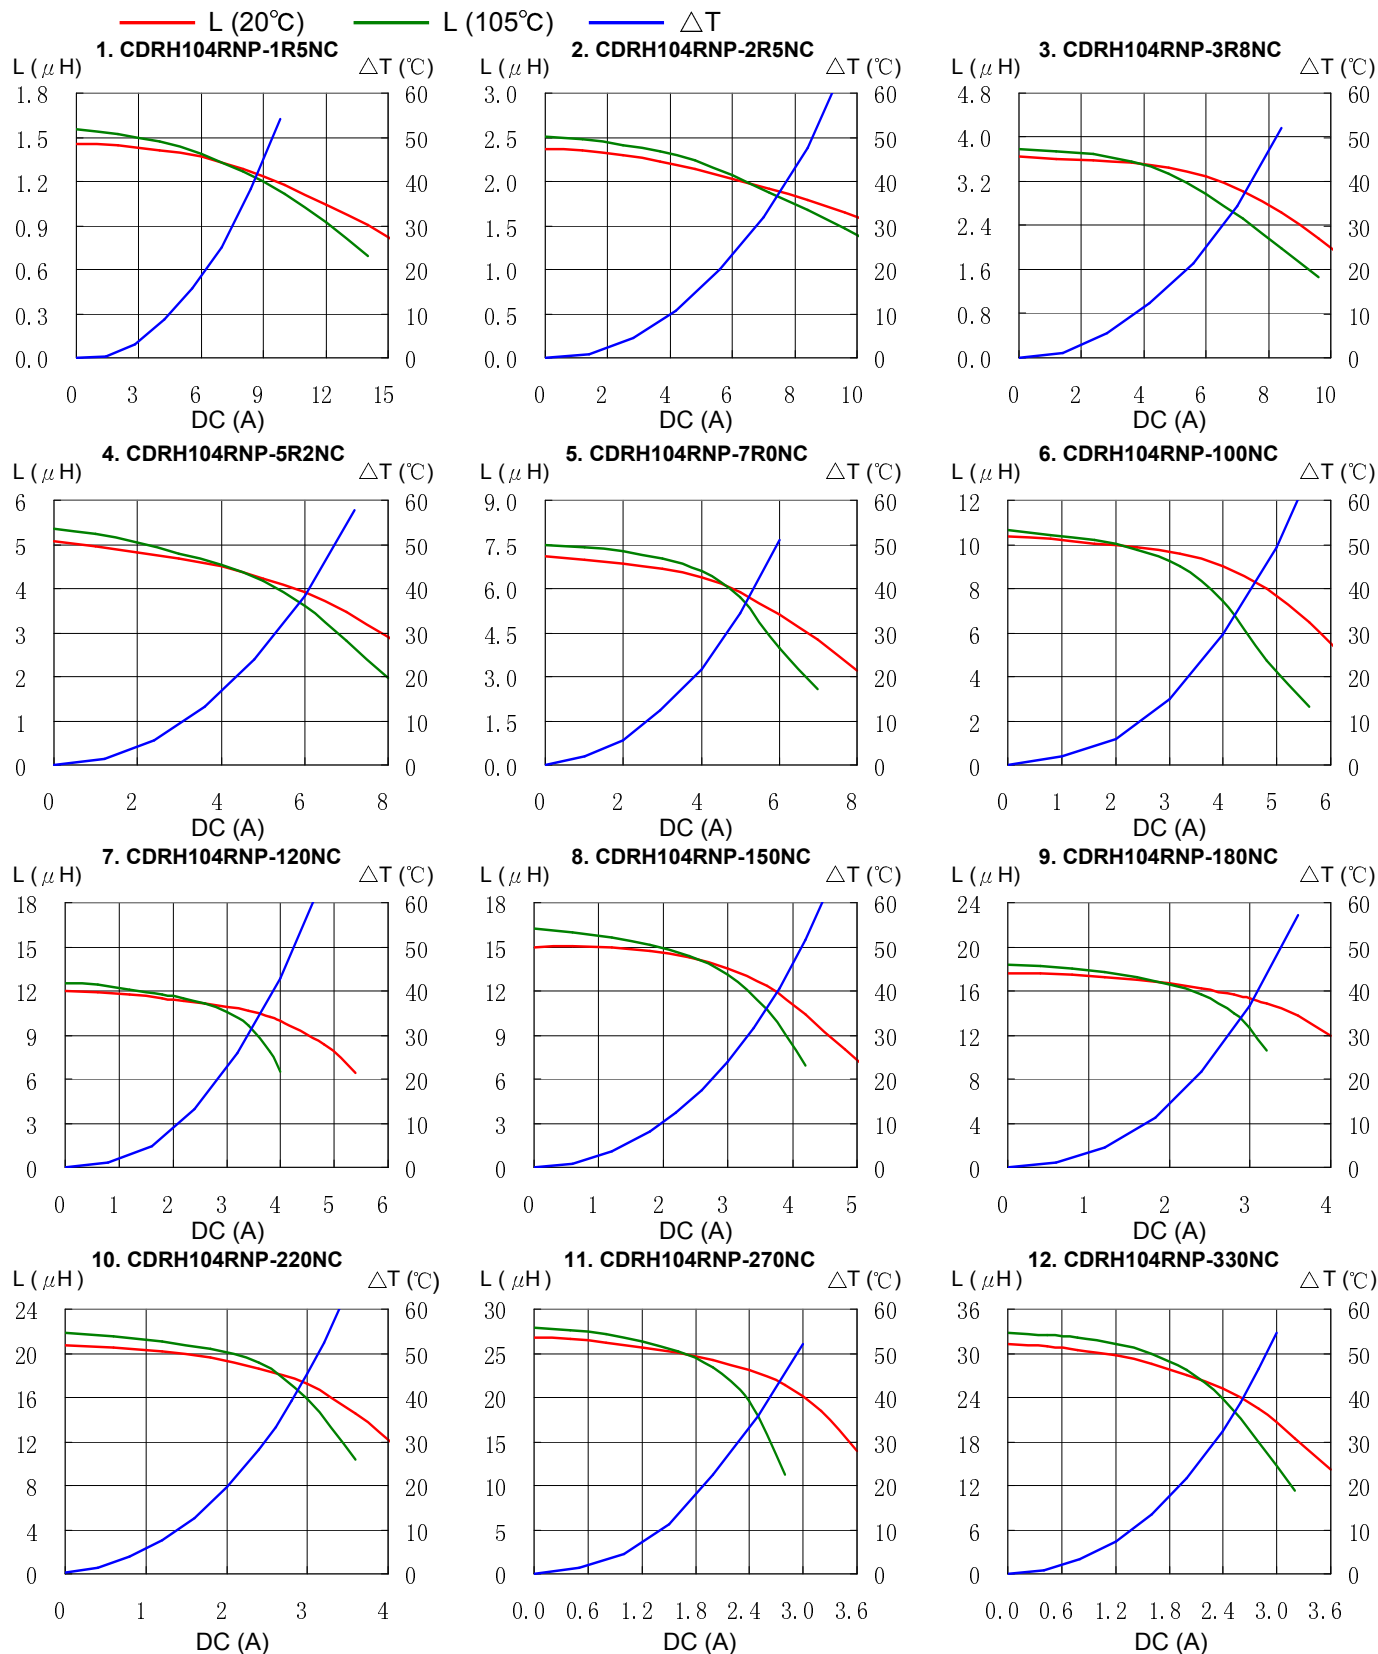 L (20℃) L (105℃) △T
1. CDRH104RNP-1R5NC 2. CDRH104RNP-2R5NC 3. CDRH104RNP-3R8NC
L ( μ H) △T (℃) L ( μ H) △T (℃) L ( μ H) △T (℃)
1.8 60 3.0 60 4.8 60
1.5 50 2.5 50 4.0 50
1.2 40 2.0 40 3.2 40
0.9 30 1.5 30 2.4 30
0.6 20 1.0 20 1.6 20
0.3 10 0.5 10 0.8 10
0.0 0 0.0 0 0.0 0
0 3 6 9 12 15 0 2 4 6 8 10 0 2 4 6 8 10
DC (A) DC (A) DC (A)
4. CDRH104RNP-5R2NC 5. CDRH104RNP-7R0NC 6. CDRH104RNP-100NC
L ( μ H) △T (℃) L ( μ H) △T (℃) L ( μ H) △T (℃)
6 60 9.0 60 12 60
5 50 7.5 50 10 50
4 40 6.0 40 8 40
3 30 4.5 30 6 30
2 20 3.0 20 4 20
1 10 1.5 10 2 10
0 0 0.0 0 0 0
0 2 4 6 8 0 2 4 6 8 0 1 2 3 4 5 6
DC (A) DC (A) DC (A)
7. CDRH104RNP-120NC 8. CDRH104RNP-150NC 9. CDRH104RNP-180NC
L ( μ H) △T (℃) L ( μ H) △T (℃) L ( μ H) △T (℃)
18 60 18 60 24 60
15 50 15 50 20 50
12 40 12 40 16 40
9 30 9 30 12 30
6 20 6 20 8 20
3 10 3 10 4 10
0 0 0 0 0 0
0 1 2 3 4 5 6 0 1 2 3 4 5 0 1 2 3 4
DC (A) DC (A) DC (A)
10. CDRH104RNP-220NC 11. CDRH104RNP-270NC 12. CDRH104RNP-330NC
L ( μH) △T (℃) L ( μ H) △T (℃) L ( μ H) △T (℃)
24 60 30 60 36 60
20 50 25 50 30 50
16 40 20 40 24 40
12 30 15 30 18 30
8 20 10 20 12 20
4 10 5 10 6 10
0 0 0 0 0 0
0 1 2 3 4 0.0 0.6 1.2 1.8 2.4 3.0 3.6 0.0 0.6 1.2 1.8 2.4 3.0 3.6
DC (A) DC (A) DC (A)